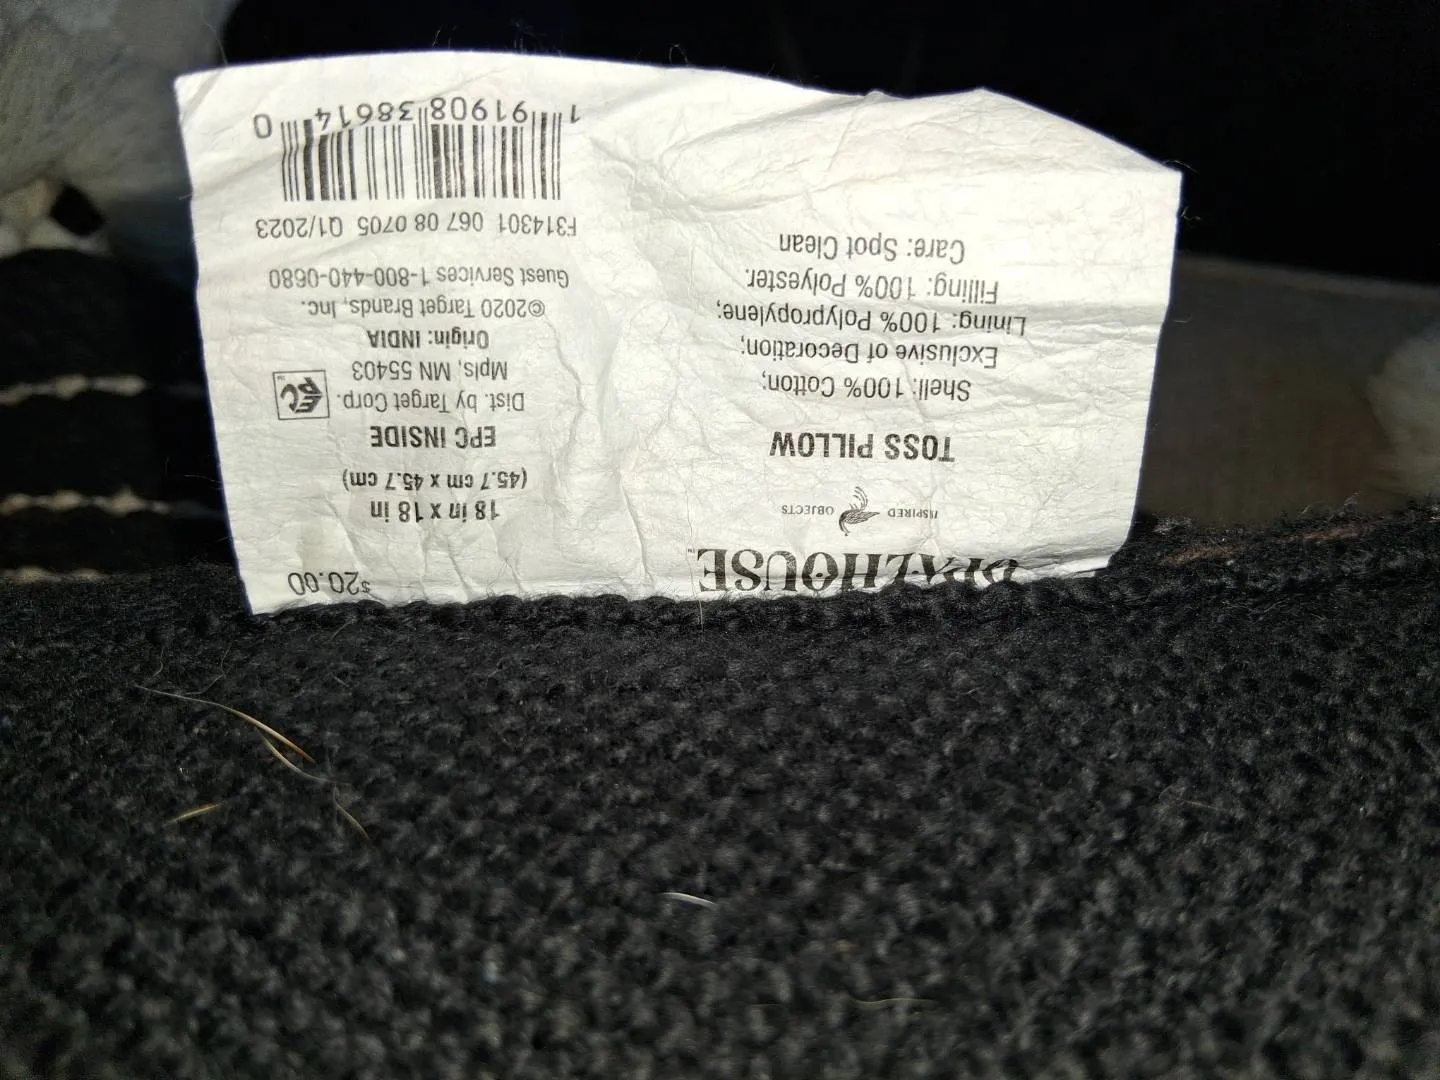 OPALHOUSE™
INSPIRED OBJECTS
TOSS PILLOW
Shell: 100% Cotton;
Exclusive of Decoration;
Lining: 100% Polypropylene;
Filling: 100% Polyester.
Care: Spot Clean
$20.00
18 in x 18 in
(45.7 cm x 45.7 cm)
EPC INSIDE
Dist. by Target Corp.
Mpls, MN 55403
Origin: INDIA
©2020 Target Brands, Inc.
Guest Services 1-800-440-0680
F314301 067 08 0705 Q1/2023
1 91908 38614 0
EPC